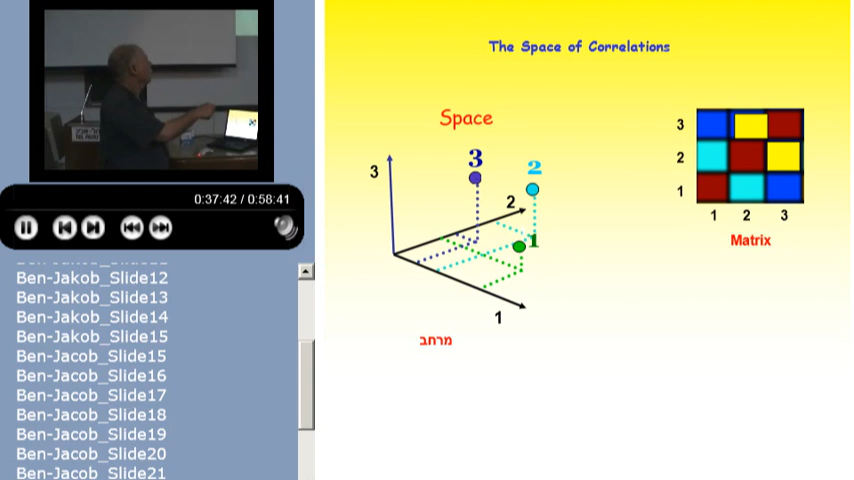 0:37:42 / 0:58:41
Ben-Jakob_Slide12
Ben-Jakob_Slide13
Ben-Jakob_Slide14
Ben-Jakob_Slide15
Ben-Jacob_Slide15
Ben-Jacob_Slide16
Ben-Jacob_Slide17
Ben-Jacob_Slide18
Ben-Jacob_Slide19
Ben-Jacob_Slide20
Ben-Jacob_Slide21
The Space of Correlations
Space
3
3
2
2
1
1
מרחב
3
2
1
1 2 3
Matrix